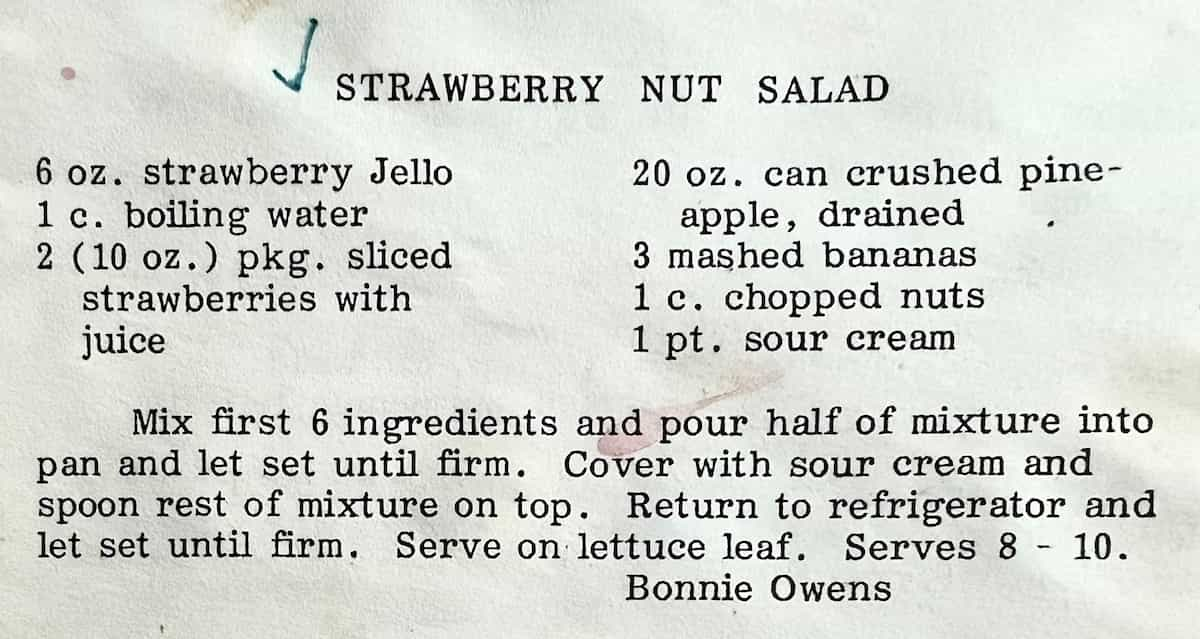 STRAWBERRY NUT SALAD
6 oz. strawberry Jello
1 c. boiling water
2 (10 oz.) pkg. sliced
strawberries with
juice
20 oz. can crushed pine-
apple, drained
3 mashed bananas
1 c. chopped nuts
1 pt. sour cream
Mix first 6 ingredients and pour half of mixture into
pan and let set until firm. Cover with sour cream and
spoon rest of mixture on top. Return to refrigerator and
let set until firm. Serve on lettuce leaf. Serves 8 - 10.
Bonnie Owens